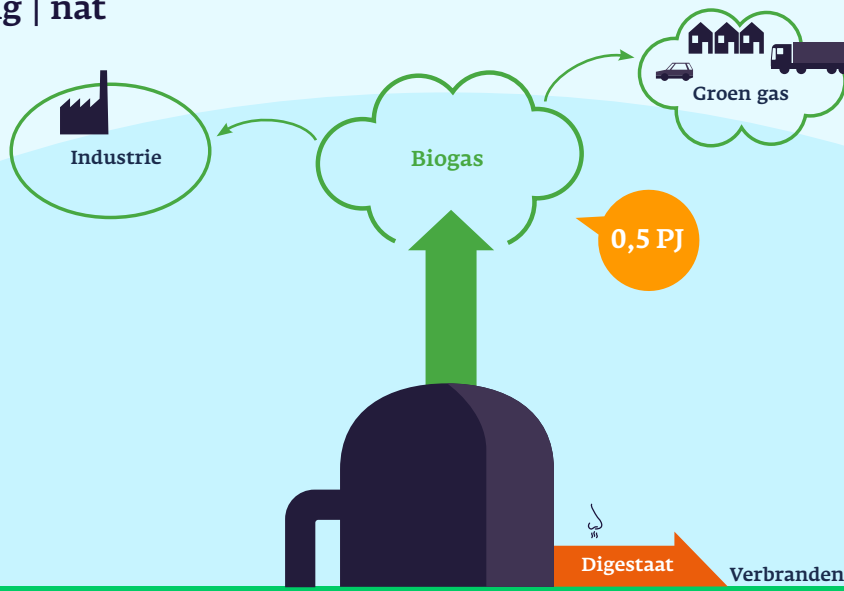 | nat
Groen gas
Industrie
Biogas
0,5 PJ
Digestaat
Verbranden